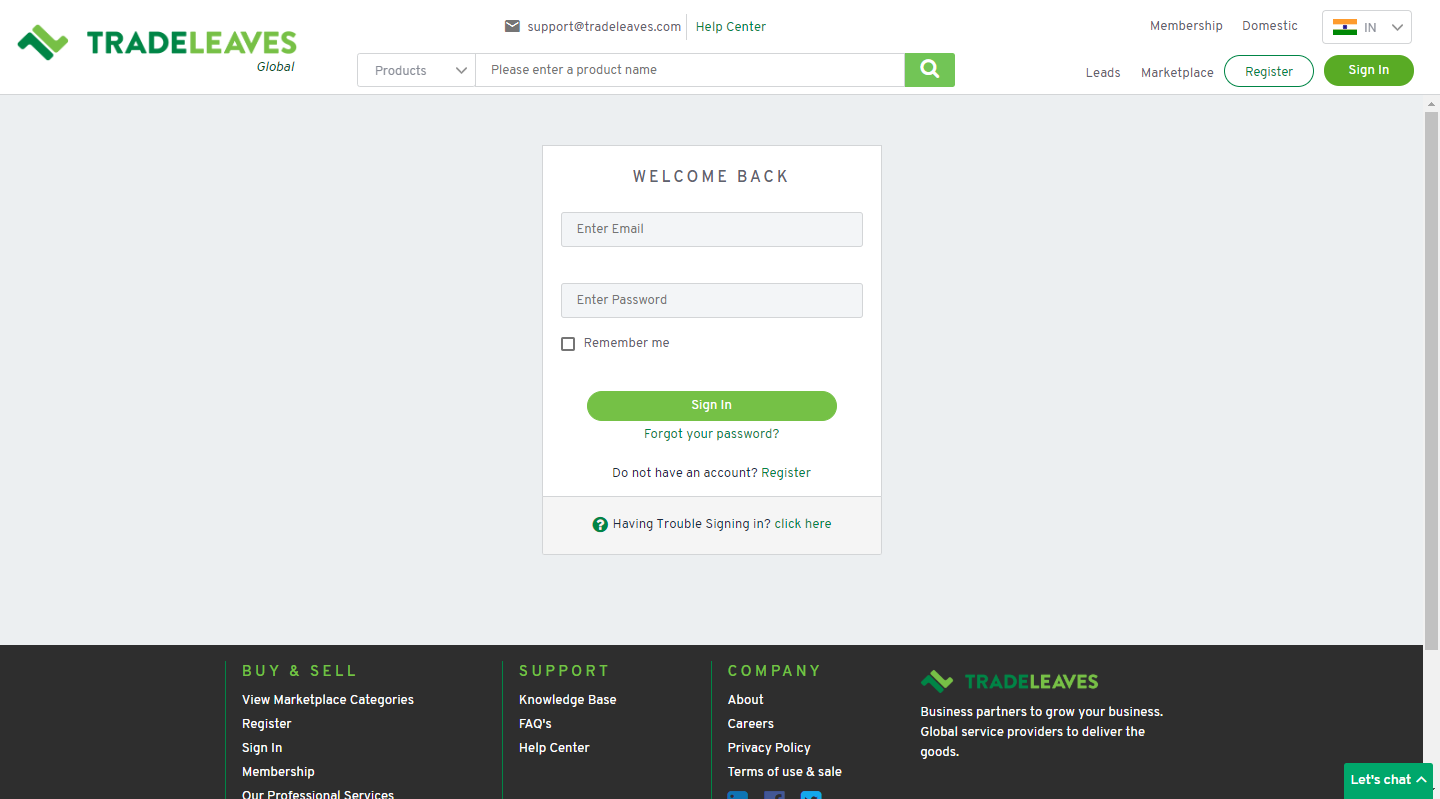 TRADELEAVES
Global
support@tradeleaves.com
Help Center
Membership
Domestic
IN
Products
Please enter a product name
Leads
Marketplace
Register
Sign In
WELCOME BACK
Enter Email
Enter Password
Remember me
Sign In
Forgot your password?
Do not have an account? Register
? Having Trouble Signing in? click here
BUY & SELL
View Marketplace Categories
Register
Sign In
Membership
Our Professional Services
SUPPORT
Knowledge Base
FAQ's
Help Center
COMPANY
About
Careers
Privacy Policy
Terms of use & sale
TRADELEAVES
Business partners to grow your business.
Global service providers to deliver the
goods.
Let's chat